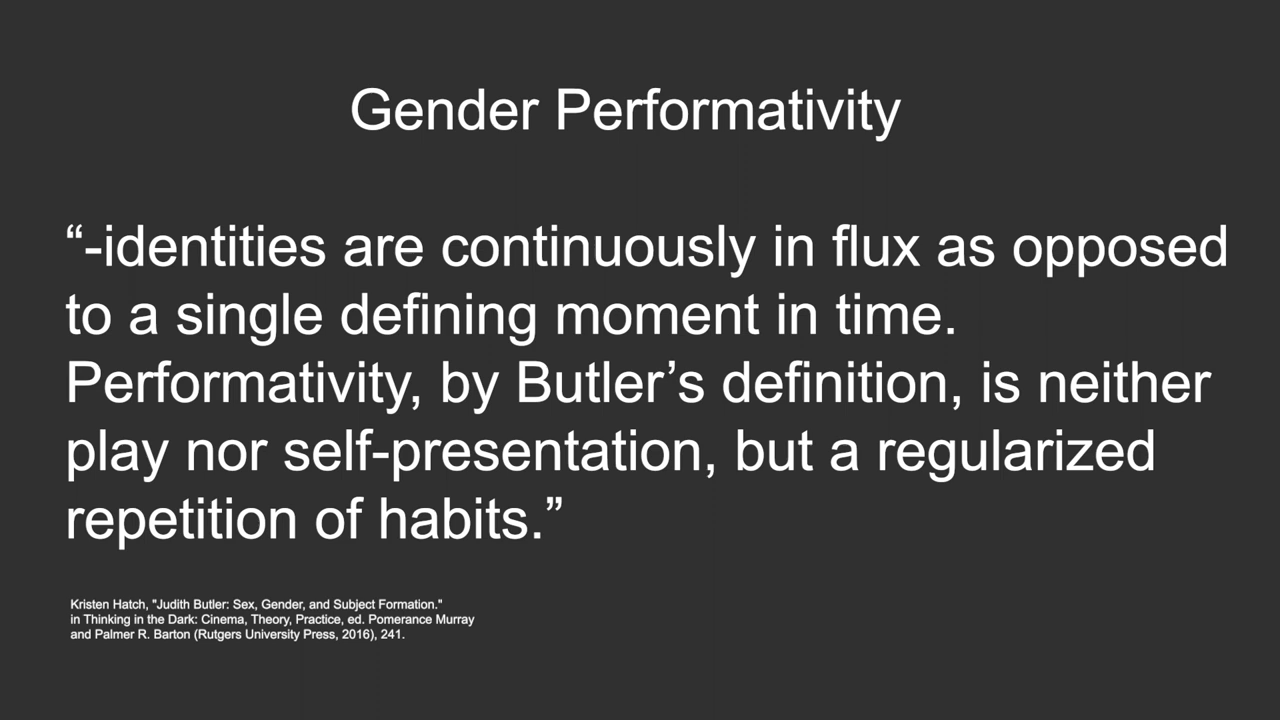 Gender Performativity
“-identities are continuously in flux as opposed
to a single defining moment in time.
Performativity, by Butler’s definition, is neither
play nor self-presentation, but a regularized
repetition of habits.”
Kristen Hatch, "Judith Butler: Sex, Gender, and Subject Formation."
in Thinking in the Dark: Cinema, Theory, Practice, ed. Pomerance Murray
and Palmer R. Barton (Rutgers University Press, 2016), 241.